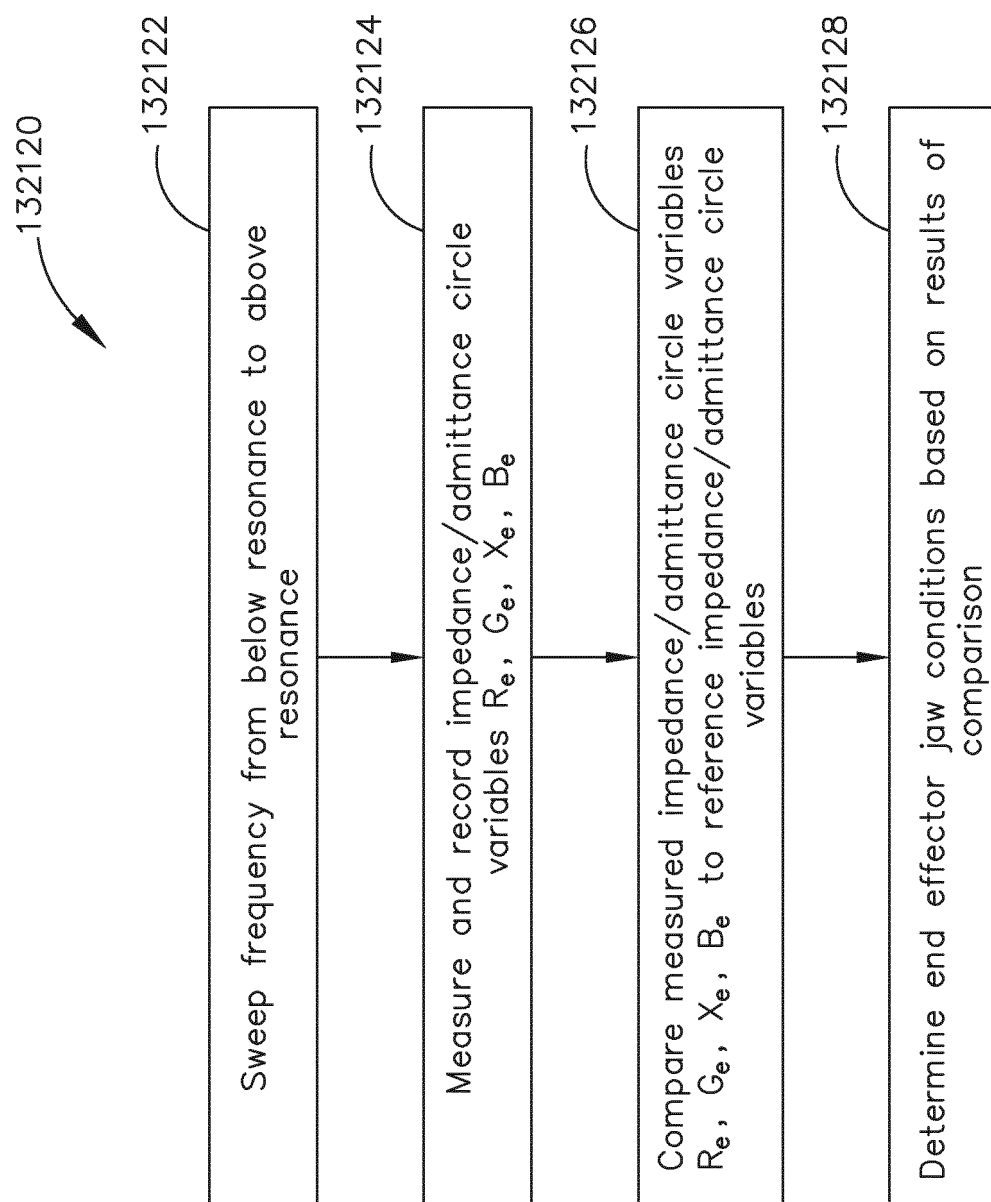 132120
132122
Sweep frequency from below resonance to above
resonance
132124
Measure and record impedance/admittance circle
variables Re, Ge, Xe, Be
132126
Compare measured impedance/admittance circle variables
Re, Ge, Xe, Be to reference impedance/admittance circle
variables
132128
Determine end effector jaw conditions based on results of
comparison